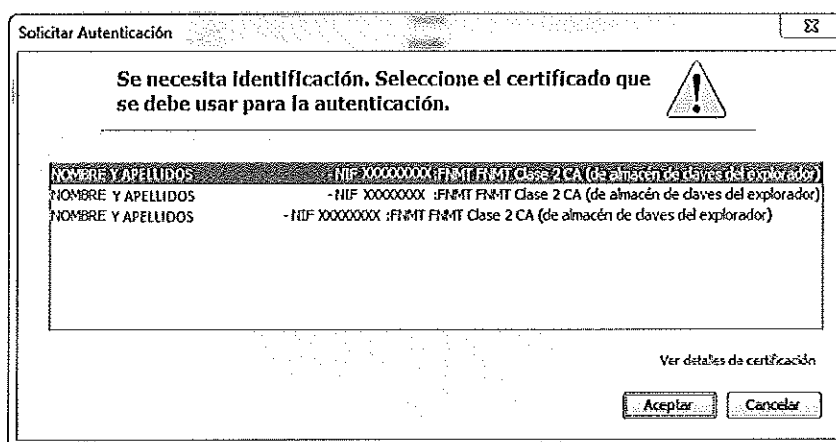 Solicitar Autenticación
Se necesita identificación. Seleccione el certificado que
se debe usar para la autenticación.
NOMBRE Y APELLIDOS - NIF XXXXXXXXX :FNMT FNMT Clase 2 CA (de almacén de claves del explorador)
NOMBRE Y APELLIDOS - NIF XXXXXXXX :FNMT FNMT Clase 2 CA (de almacén de claves del explorador)
NOMBRE Y APELLIDOS - NIF XXXXXXXX :FNMT FNMT Clase 2 CA (de almacén de claves del explorador)
Ver detalles de certificación
Aceptar Cancelar